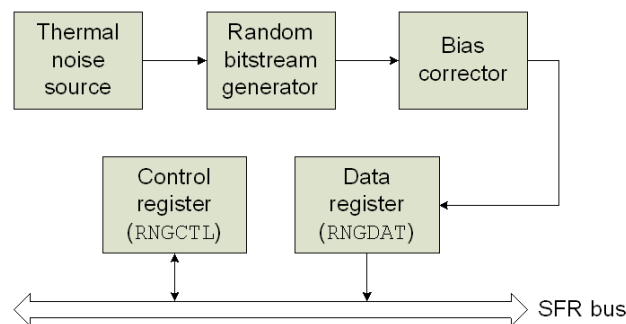 Thermal
noise
source
Random
bitstream
generator
Bias
corrector
Control
register
(RNGCTL)
Data
register
(RNGDAT)
SFR bus